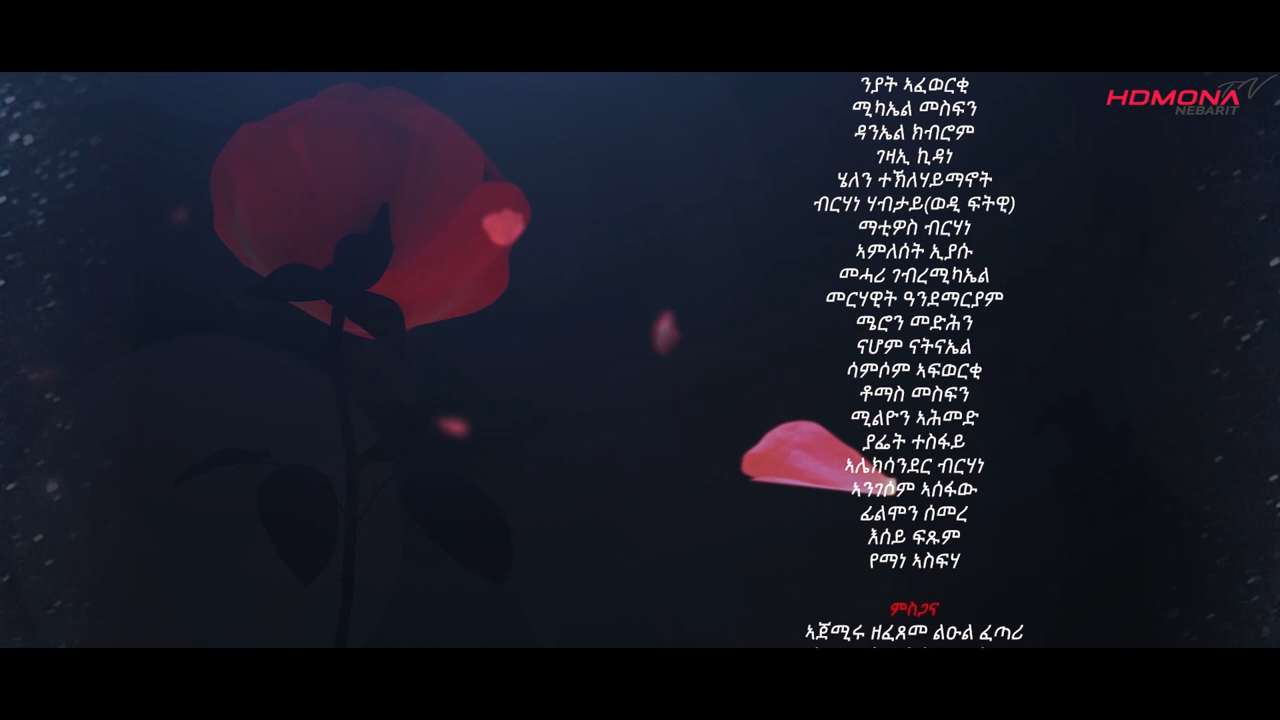 HDMONA TV
NEBARIT
ንያት ኣፈወርቂ
ሚካኤል መስፍን
ዳንኤል ክብሮም
ገዛኢ ኪዳነ
ሄለን ተኽለሃይማኖት
ብርሃነ ሃብታይ(ወዲ ፍትዊ)
ማቲዎስ ብርሃነ
ኣምለሰት ኢያሱ
መሓሪ ገብረሚካኤል
መርሃዊት ዓንደማርያም
ሜሮን መድሕን
ናሆም ናትናኤል
ሳምሶም ኣፍወርቂ
ቶማስ መስፍን
ሚልዮን ኣሕመድ
ያፌት ተስፋይ
ኣሌክሳንደር ብርሃነ
ኣንገሶም ኣሰፋው
ፊልሞን ሰመረ
እሰይ ፍጹም
የማነ ኣስፍሃ
ምስጋና
ኣጀሚሩ ዘፈጸመ ልዑል ፈጣሪ